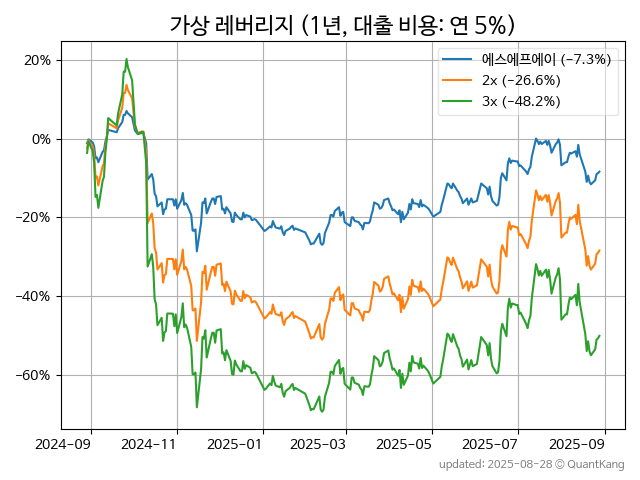 가상 레버리지 (1년, 대출 비용: 연 5%)
에스에프에이 (−7.3%)
2x (−26.6%)
3x (−48.2%)
20%
0%
−20%
−40%
−60%
2024−09 2024−11 2025−01 2025−03 2025−05 2025−07 2025−09
updated: 2025−08−28 © QuantKang